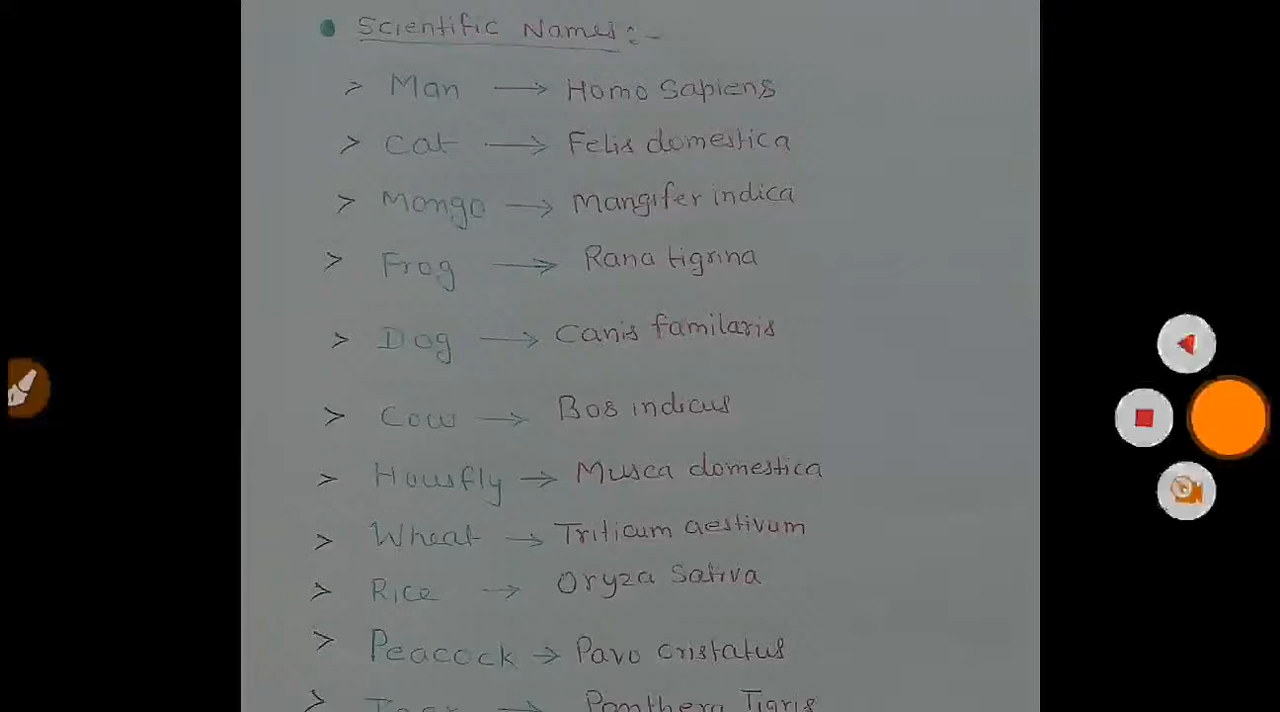 Scientific Names:-
> Man → Homo Sapiens
> Cat → Felis domestica
> Mongo → Mangifer indica
> Frog → Rana tigrina
> Dog → Canis familaris
> Cow → Bos indicus
> Housfly → Musca domestica
> Wheat → Triticum aestivum
> Rice → Oryza Sativa
> Peacock → Pavo cristatus
> → Panthera Tigris